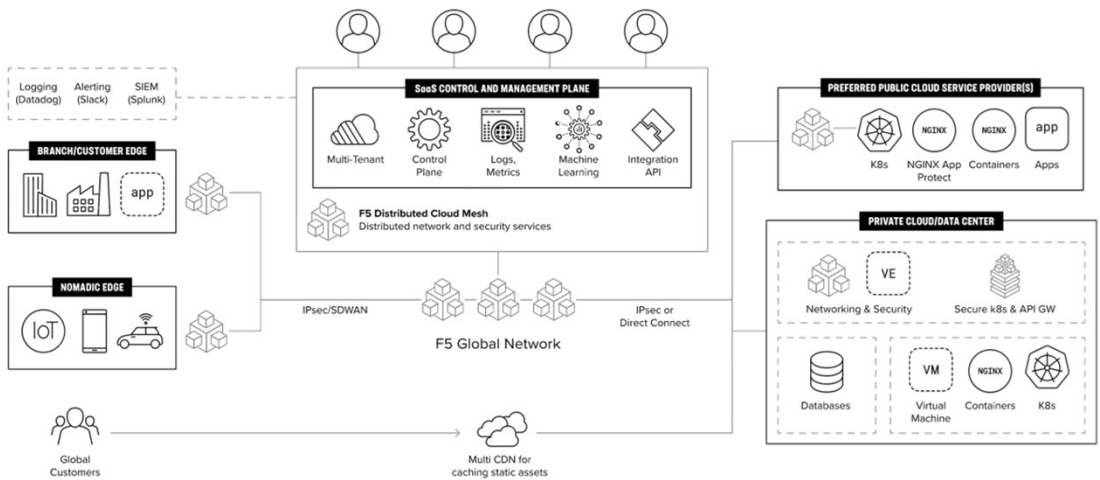 Logging
(Datadog)
Alerting
(Slack)
SIEM
(Splunk)
SaaS CONTROL AND MANAGEMENT PLANE
Multi-Tenant
Control
Plane
Logs,
Metrics
Machine
Learning
Integration
API
F5 Distributed Cloud Mesh
Distributed network and security services
BRANCH/CUSTOMER EDGE
app
NOMADIC EDGE
IoT
IPsec/SDWAN
F5 Global Network
IPsec or
Direct Connect
PREFERRED PUBLIC CLOUD SERVICE PROVIDER(S)
K8s
NGINX
NGINX App
Protect
NGINX
Containers
app
Apps
PRIVATE CLOUD/DATA CENTER
VE
Networking & Security
Secure k8s & API GW
Databases
VM
Virtual
Machine
NGINX
Containers
K8s
Global
Customers
Multi CDN for
caching static assets